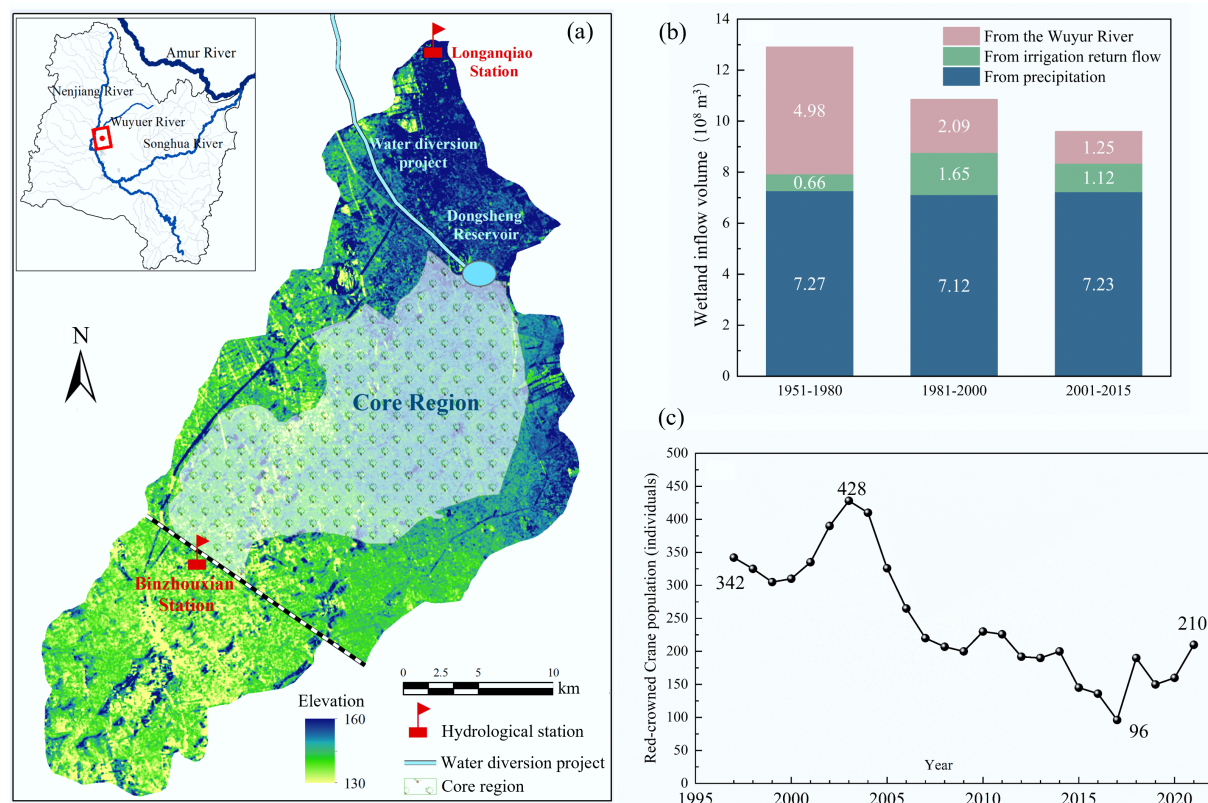 (a)
Amur River
Nenjiang River
Wuyuer River
Songhua River
Longanqiao
Station
Water diversion
project
Dongsheng
Reservoir
N
Core Region
Binzhouxian
Station
Elevation
160
130
0 2.5 5 10
km
Hydrological station
Water diversion project
Core region
(b)
Wetland inflow volume (10⁸ m⁻³)
14
12
10
8
6
4
2
0
From the Wuyur River
From irrigation return flow
From precipitation
4.98
0.66
7.27
2.09
1.65
7.12
1.25
1.12
7.23
1951-1980
1981-2000
2001-2015
(c)
Red-crowned Crane population (individuals)
500
450
400
350
300
250
200
150
100
50
0
342
428
96
210
Year
1995 2000 2005 2010 2015 2020